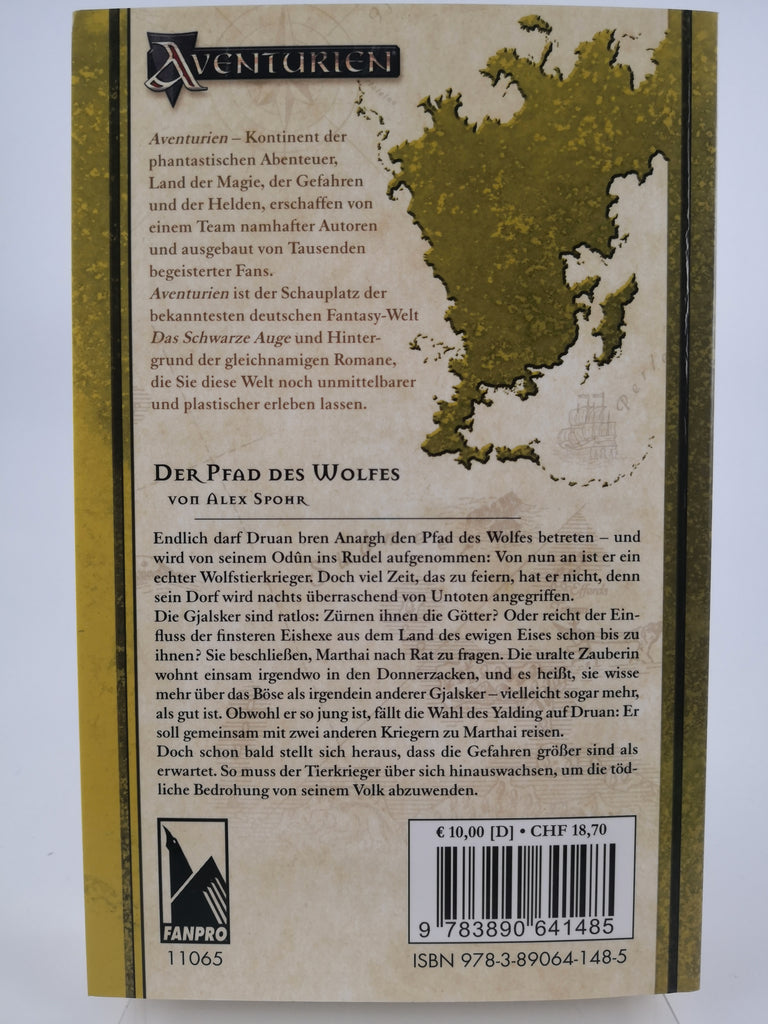 AVENTURIEN
Aventurien – Kontinent der
phantastischen Abenteuer,
Land der Magie, der Gefahren
und der Helden, erschaffen von
einem Team namhafter Autoren
und ausgebaut von Tausenden
begeisterter Fans.
Aventurien ist der Schauplatz der
bekanntesten deutschen Fantasy-Welt
Das Schwarze Auge und Hinter-
grund der gleichnamigen Romane,
die Sie diese Welt noch unmittelbarer
und plastischer erleben lassen.
Perl
DER PFAD DES WOLFES
VON ALEX SPOHR
Endlich darf Druan bren Anargh den Pfad des Wolfes betreten – und
wird von seinem Odûn ins Rudel aufgenommen: Von nun an ist er ein
echter Wolfstierkrieger. Doch viel Zeit, das zu feiern, hat er nicht, denn
sein Dorf wird nachts überraschend von Untoten angegriffen.
Die Gjalsker sind ratlos: Zürnen ihnen die Götter? Oder reicht der Ein-
fluss der finsteren Eishexe aus dem Land des ewigen Eises schon bis zu
ihnen? Sie beschließen, Marthai nach Rat zu fragen. Die uralte Zauberin
wohnt einsam irgendwo in den Donnerzacken, und es heißt, sie wisse
mehr über das Böse als irgendein anderer Gjalsker – vielleicht sogar mehr,
als gut ist. Obwohl er so jung ist, fällt die Wahl des Yalding auf Druan: Er
soll gemeinsam mit zwei anderen Kriegern zu Marthai reisen.
Doch schon bald stellt sich heraus, dass die Gefahren größer sind als
erwartet. So muss der Tierkrieger über sich hinauswachsen, um die töd-
liche Bedrohung von seinem Volk abzuwenden.
FANPRO
11065
€ 10,00 [D] • CHF 18,70
9 783890 641485
ISBN 978-3-89064-148-5